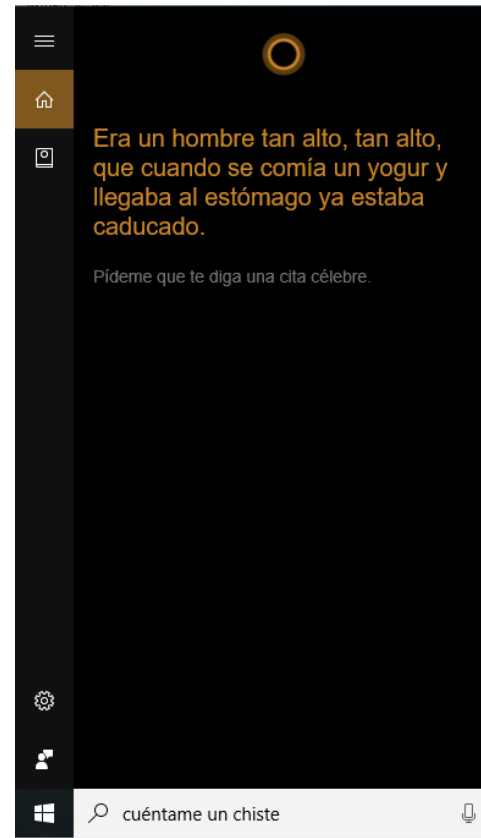 Era un hombre tan alto, tan alto,
que cuando se comía un yogur y
llegaba al estómago ya estaba
caducado.
Pídeme que te diga una cita célebre.
cuéntame un chiste